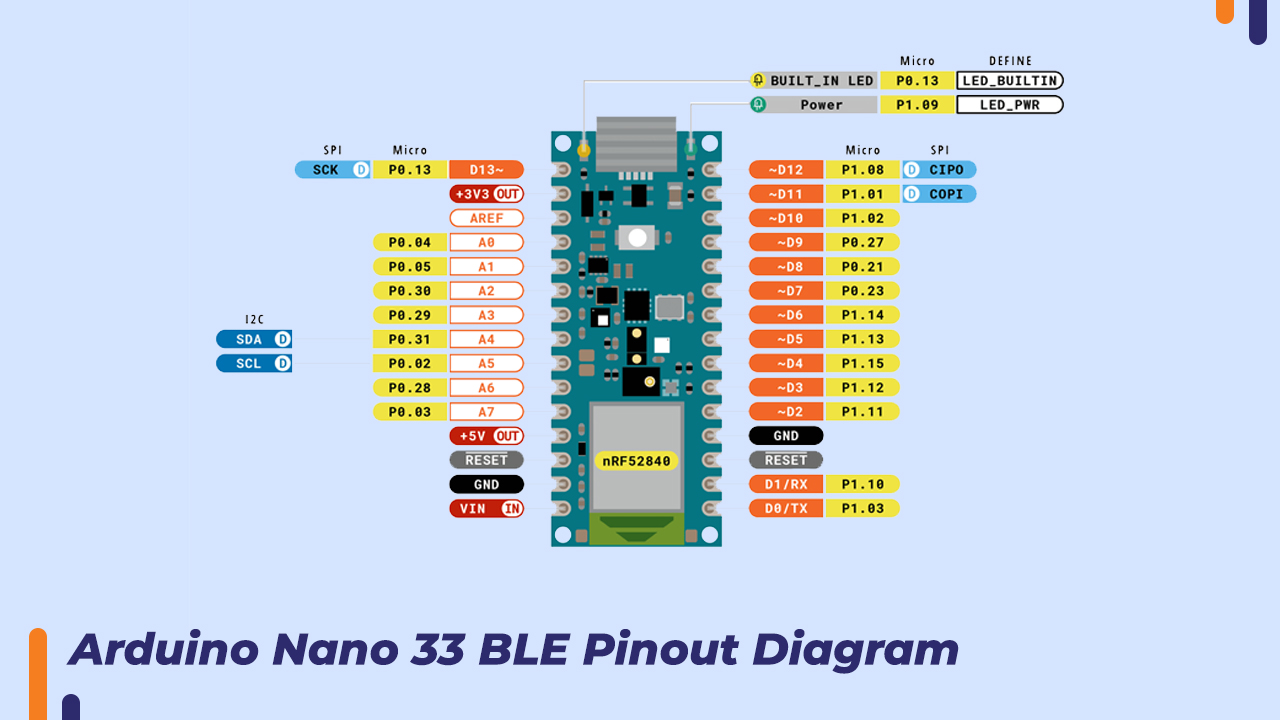 Micro DEFINE
BUILT_IN LED P0.13 LED_BUILTIN
Power P1.09 LED_PWR
SPI Micro
SCK D P0.13 D13~
+3V3 OUT
AREF
P0.04 A0
P0.05 A1
P0.30 A2
P0.29 A3
I2C
SDA D P0.31 A4
SCL D P0.02 A5
P0.28 A6
P0.03 A7
+5V OUT
RESET
GND
VIN IN
nRF52840
Micro SPI
~D12 P1.08 D CIPO
~D11 P1.01 D COPI
~D10 P1.02
~D9 P0.27
~D8 P0.21
~D7 P0.23
~D6 P1.14
~D5 P1.13
~D4 P1.15
~D3 P1.12
~D2 P1.11
GND
RESET
D1/RX P1.10
D0/TX P1.03
Arduino Nano 33 BLE Pinout Diagram